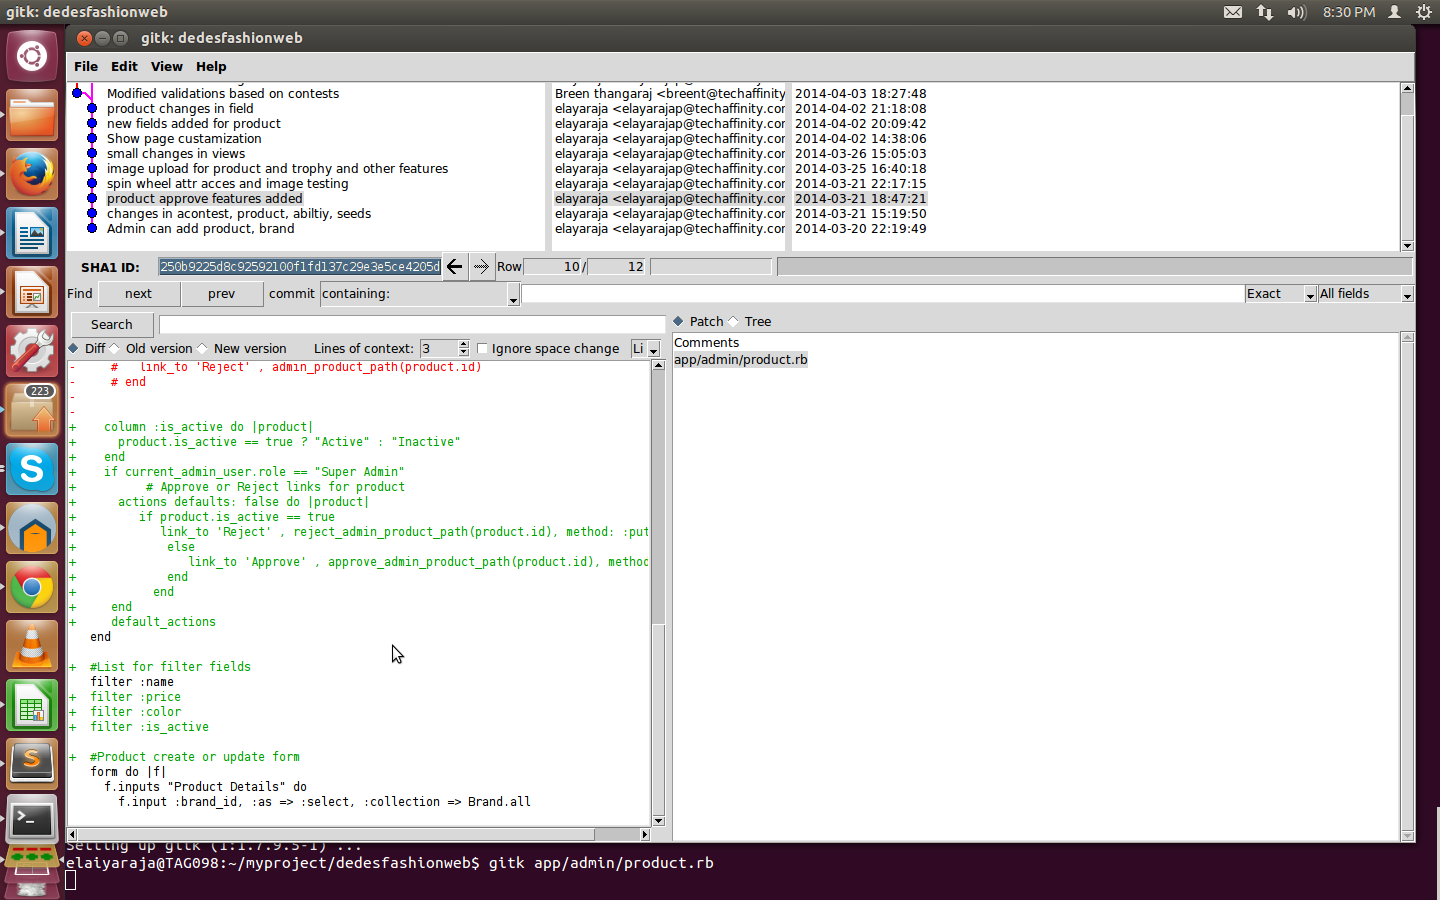 gitk: dedesfashionweb
8:30 PM
gitk: dedesfashionweb
File Edit View Help
Modified validations based on contests Breen thangaraj <breent@techaffinity 2014-04-03 18:27:48
product changes in field elayaraja <elayarajap@techaffinity.cor 2014-04-02 21:18:08
new fields added for product elayaraja <elayarajap@techaffinity.cor 2014-04-02 20:09:42
Show page custamization elayaraja <elayarajap@techaffinity.cor 2014-04-02 14:38:06
small changes in views elayaraja <elayarajap@techaffinity.cor 2014-03-26 15:05:03
image upload for product and trophy and other features elayaraja <elayarajap@techaffinity.cor 2014-03-25 16:40:18
spin wheel attr acces and image testing elayaraja <elayarajap@techaffinity.cor 2014-03-21 22:17:15
product approve features added elayaraja <elayarajap@techaffinity.cor 2014-03-21 18:47:21
changes in acontest, product, abiltiy, seeds elayaraja <elayarajap@techaffinity.cor 2014-03-21 15:19:50
Admin can add product, brand elayaraja <elayarajap@techaffinity.cor 2014-03-20 22:19:49
SHA1 ID: 250b9225d8c92592100f1fd137c29e3e5ce4205d Row 10 / 12
Find next prev commit containing: Exact All fields
Search
Patch Tree
Diff Old version New version Lines of context: 3 Ignore space change Li
Comments
app/admin/product.rb
- # link_to 'Reject' , admin_product_path(product.id)
- # end
-
-
+ column :is_active do |product|
+ product.is_active == true ? "Active" : "Inactive"
+ end
+ if current_admin_user.role == "Super Admin"
+ # Approve or Reject links for product
+ actions defaults: false do |product|
+ if product.is_active == true
+ link_to 'Reject' , reject_admin_product_path(product.id), method: :put
+ else
+ link_to 'Approve' , approve_admin_product_path(product.id), method
+ end
+ end
+ end
+ default_actions
end
+ #List for filter fields
filter :name
+ filter :price
+ filter :color
+ filter :is_active
+ #Product create or update form
form do |f|
f.inputs "Product Details" do
f.input :brand_id, :as => :select, :collection => Brand.all
223
Setting up gitk (1:1.7.9.5-1) ...
elaiyaraja@TAG098:~/myproject/dedesfashionweb$ gitk app/admin/product.rb